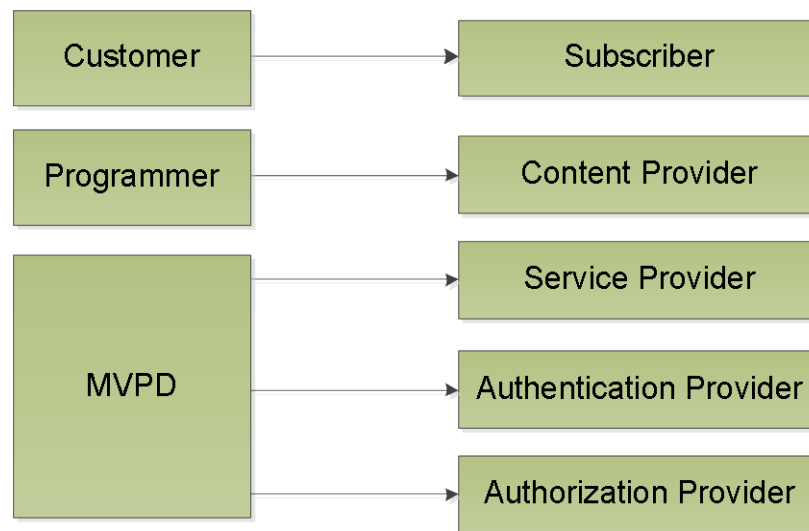 Customer
Subscriber
Programmer
Content Provider
MVPD
Service Provider
Authentication Provider
Authorization Provider